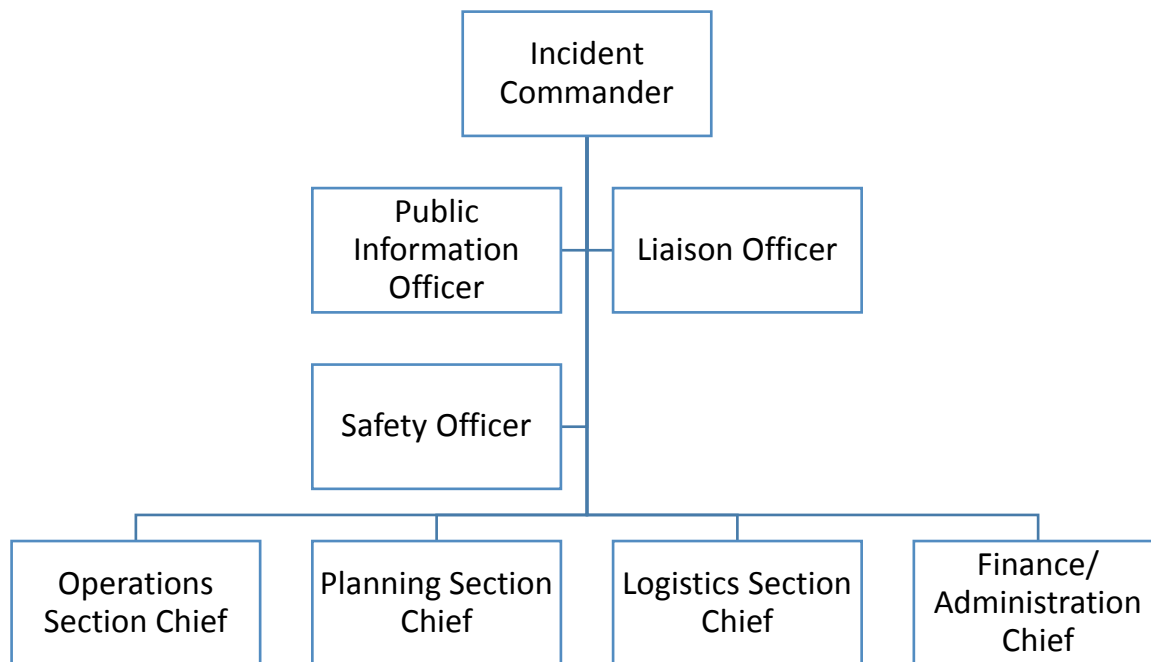 Incident
Commander
Public
Information
Officer
Liaison Officer
Safety Officer
Operations
Section Chief
Planning Section
Chief
Logistics Section
Chief
Finance/
Administration
Chief